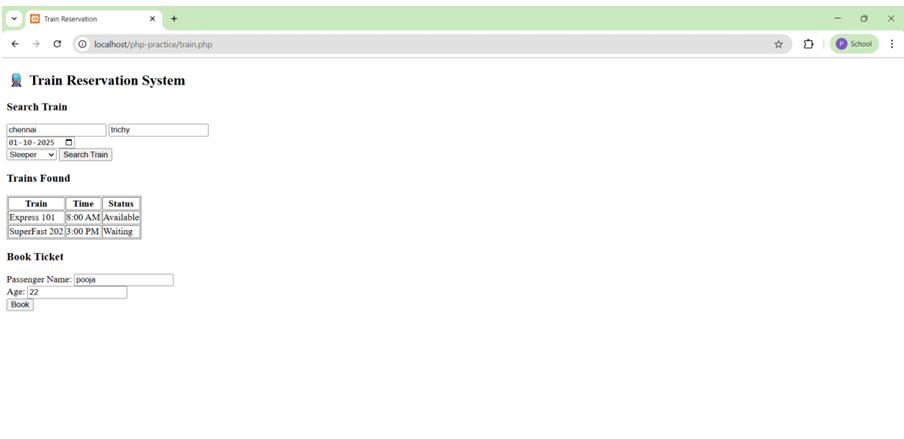 Train Reservation
localhost/php-practice/train.php
P School
Train Reservation System
Search Train
chennai trichy
01-10-2025
Sleeper Search Train
Trains Found
Train Time Status
Express 101 8:00 AM Available
SuperFast 202 3:00 PM Waiting
Book Ticket
Passenger Name: pooja
Age: 22
Book